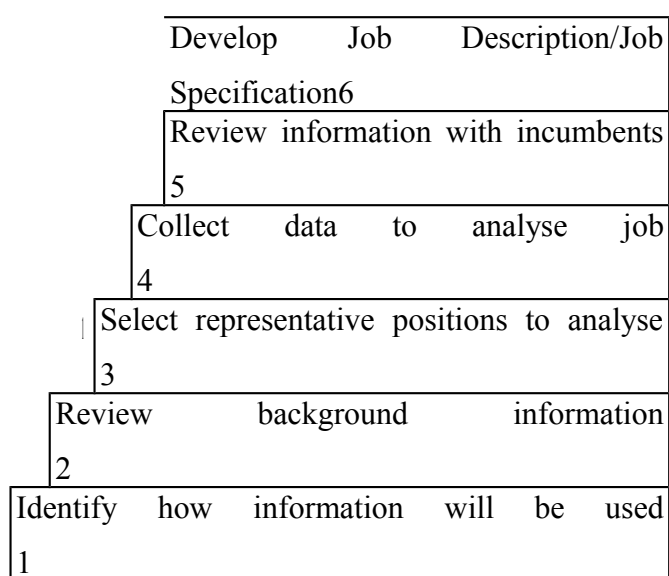 Develop Job Description/Job
Specification6
Review information with incumbents
5
Collect data to analyse job
4
Select representative positions to analyse
3
Review background information
2
Identify how information will be used
1